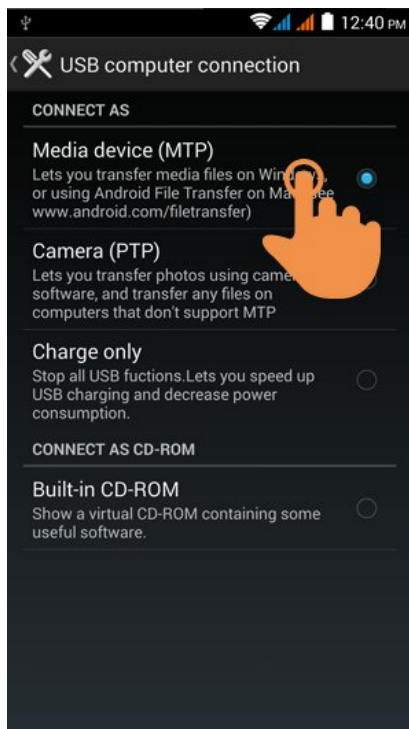 12:40 PM
USB computer connection
CONNECT AS
Media device (MTP)
Lets you transfer media files on
or using Android File Transfer on
www.android.com/filetransfer)
Camera (PTP)
Lets you transfer photos using
software, and transfer any files on
computers that don't support MTP
Charge only
Stop all USB fuctions.Lets you speed up
USB charging and decrease power
consumption.
CONNECT AS CD-ROM
Built-in CD-ROM
Show a virtual CD-ROM containing some
useful software.